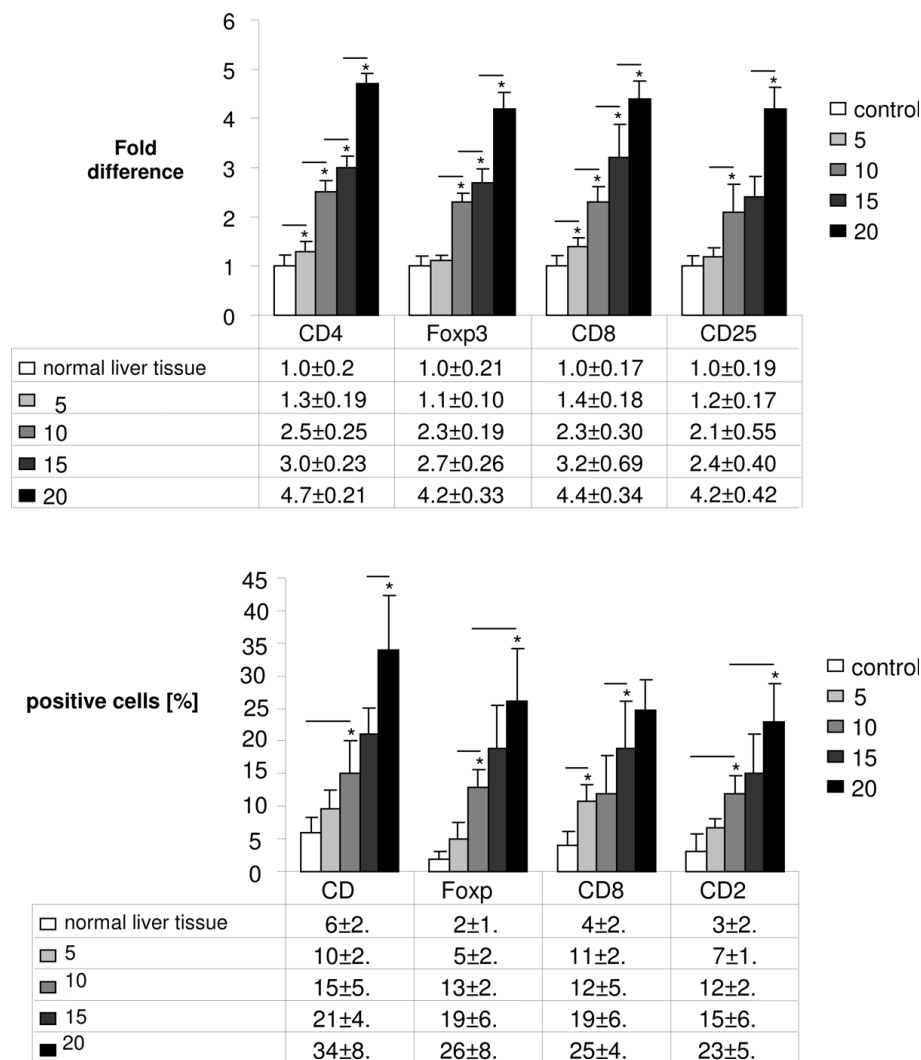 6
5
4
3
2
1
0
Fold
difference
* * * *
* * *
* * * *
* *
control
5
10
15
20
CD4 Foxp3 CD8 CD25
normal liver tissue 1.0±0.2 1.0±0.21 1.0±0.17 1.0±0.19
5 1.3±0.19 1.1±0.10 1.4±0.18 1.2±0.17
10 2.5±0.25 2.3±0.19 2.3±0.30 2.1±0.55
15 3.0±0.23 2.7±0.26 3.2±0.69 2.4±0.40
20 4.7±0.21 4.2±0.33 4.4±0.34 4.2±0.42
45
40
35
30
25
20
15
10
5
0
positive cells [%]
* *
* *
* *
* *
control
5
10
15
20
CD Foxp CD8 CD2
normal liver tissue 6±2. 2±1. 4±2. 3±2.
5 10±2. 5±2. 11±2. 7±1.
10 15±5. 13±2. 12±5. 12±2.
15 21±4. 19±6. 19±6. 15±6.
20 34±8. 26±8. 25±4. 23±5.